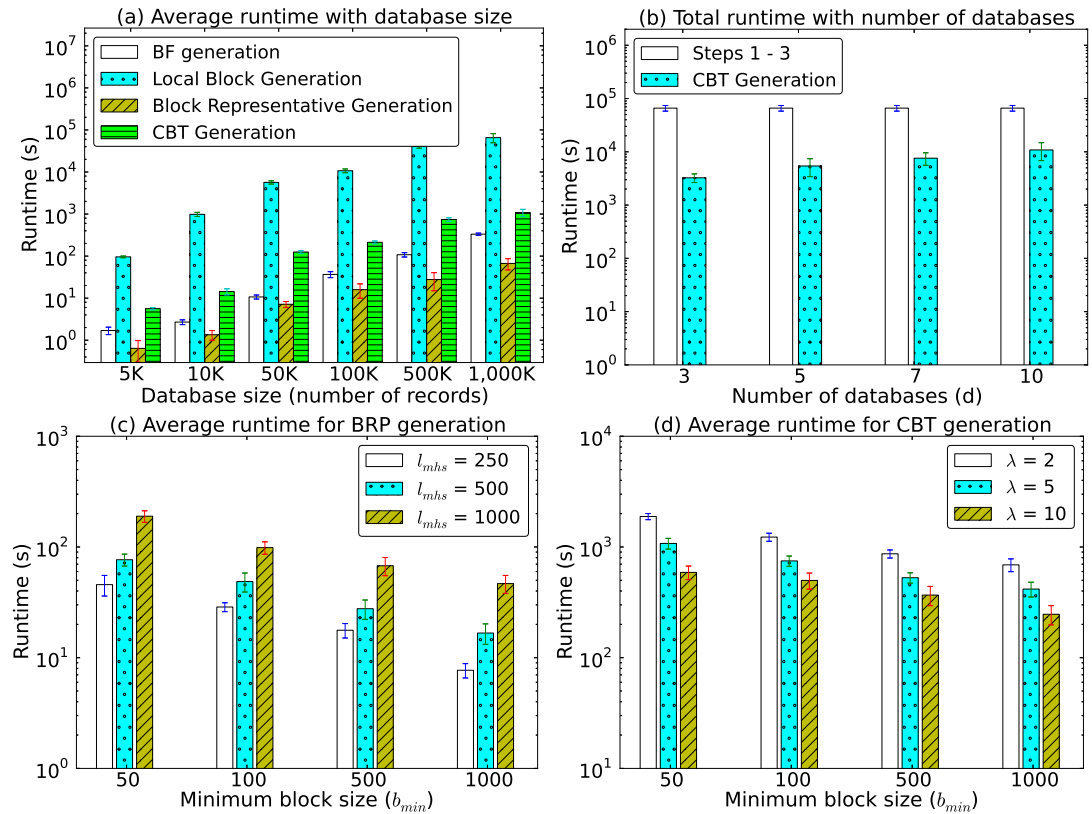 (a) Average runtime with database size
10^7
10^6
10^5
10^4
10^3
10^2
10^1
10^0
Runtime (s)
BF generation
Local Block Generation
Block Representative Generation
CBT Generation
5K 10K 50K 100K 500K 1,000K
Database size (number of records)
(b) Total runtime with number of databases
10^6
10^5
10^4
10^3
10^2
10^1
10^0
Runtime (s)
Steps 1 - 3
CBT Generation
3 5 7 10
Number of databases (d)
(c) Average runtime for BRP generation
10^3
10^2
10^1
10^0
Runtime (s)
l_mhs = 250
l_mhs = 500
l_mhs = 1000
50 100 500 1000
Minimum block size (b_min)
(d) Average runtime for CBT generation
10^4
10^3
10^2
10^1
Runtime (s)
λ = 2
λ = 5
λ = 10
50 100 500 1000
Minimum block size (b_min)